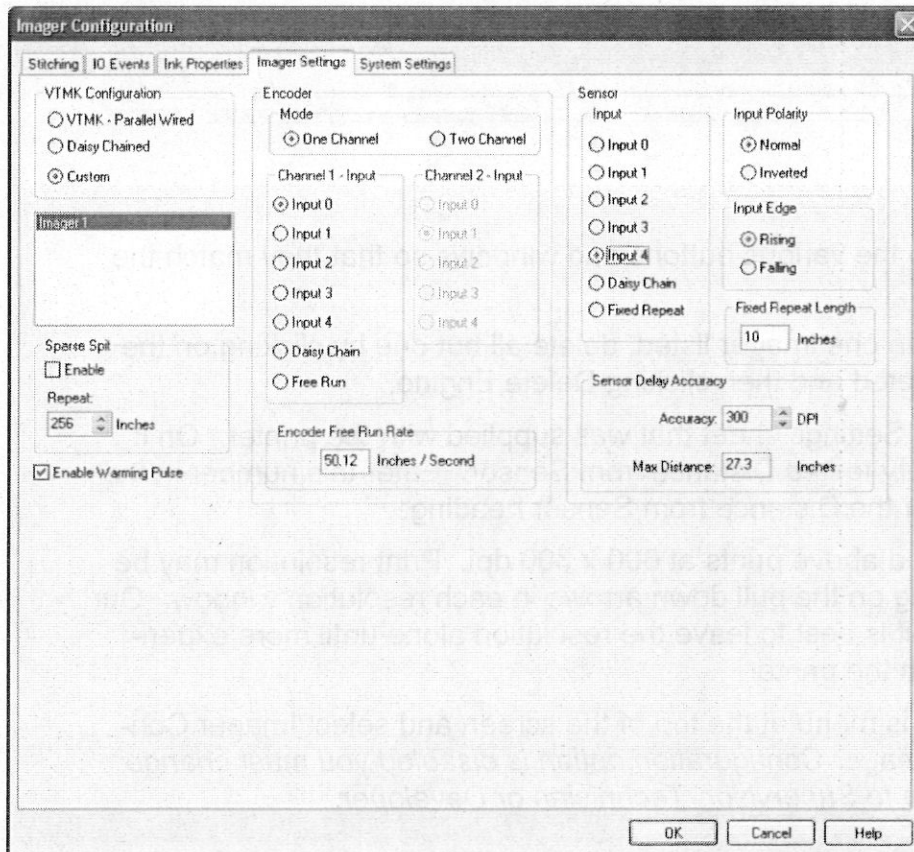 Imager Configuration
Stitching IO Events Ink Properties Imager Settings System Settings
VTMK Configuration
VTMK - Parallel Wired
Daisy Chained
Custom
Imager 1
Sparse Spit
Enable
Repeat:
256 Inches
Enable Warning Pulse
Encoder
Mode
One Channel Two Channel
Channel 1 - Input
Input 0
Input 1
Input 2
Input 3
Input 4
Daisy Chain
Free Run
Channel 2 - Input
Input 0
Input 1
Input 2
Input 3
Input 4
Encoder Free Run Rate
50.12 Inches / Second
Sensor
Input
Input 0
Input 1
Input 2
Input 3
Input 4
Daisy Chain
Fixed Repeat
Input Polarity
Normal
Inverted
Input Edge
Rising
Falling
Fixed Repeat Length
10 Inches
Sensor Delay Accuracy
Accuracy: 300 DPI
Max Distance: 27.3 Inches
OK Cancel Help